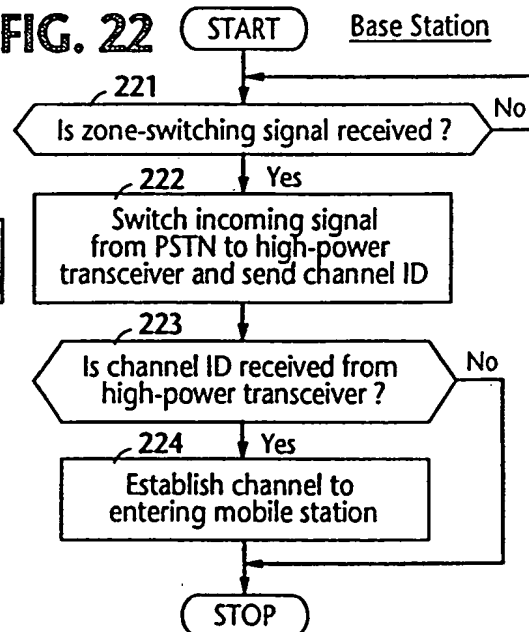 FIG. 22
START
Base Station
221
Is zone-switching signal received ?
No
222
Yes
Switch incoming signal
from PSTN to high-power
transceiver and send channel ID
223
Is channel ID received from
high-power transceiver ?
No
224
Yes
Establish channel to
entering mobile station
STOP